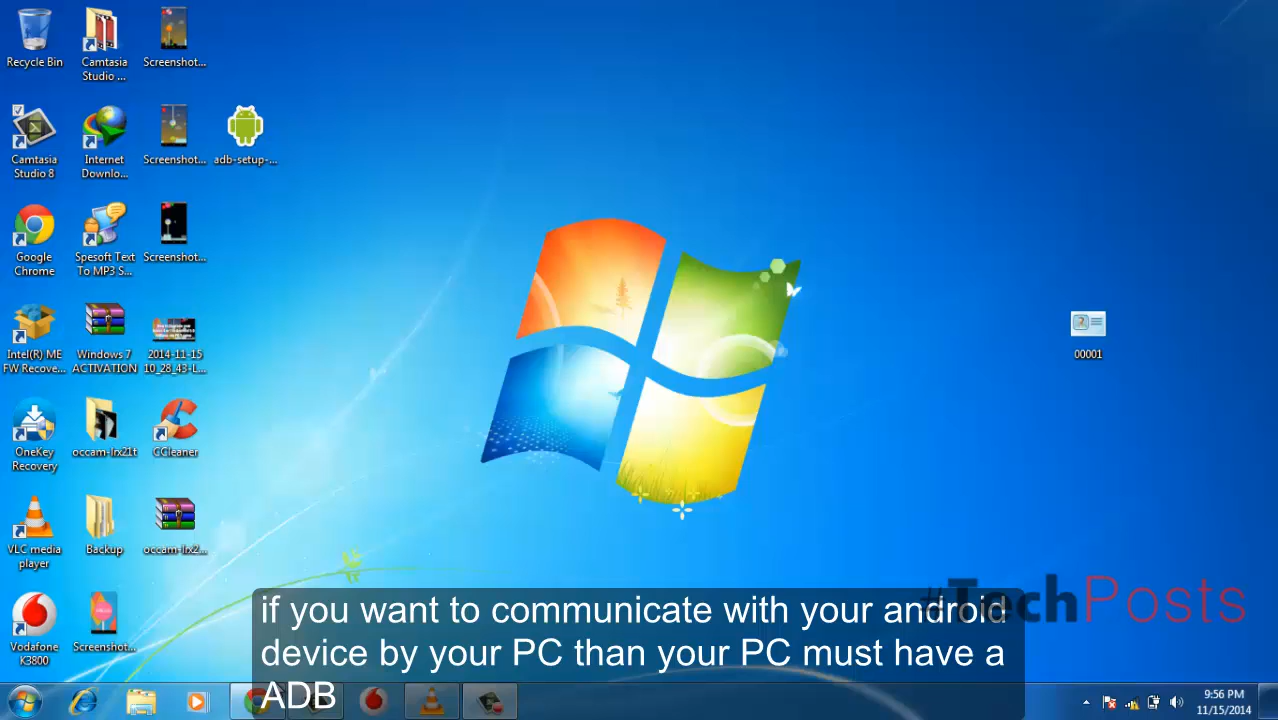 Recycle Bin
Camtasia
Studio ...
Screenshot...
Camtasia
Studio 8
Internet
Downlo...
Screenshot...
adb-setup-...
Google
Chrome
Spesoft Text
To MP3 S...
Screenshot...
Intel(R) ME
FW Recove...
Windows 7
ACTIVATION
2014-11-15
10_28_43-L...
00001
OneKey
Recovery
occam-lrx21t
CCleaner
VLC media
player
Backup
occam-lrx2...
Vodafone
K3800
Screenshot...
#TechPosts
if you want to communicate with your android
device by your PC than your PC must have a
ADB
9:56 PM
11/15/2014